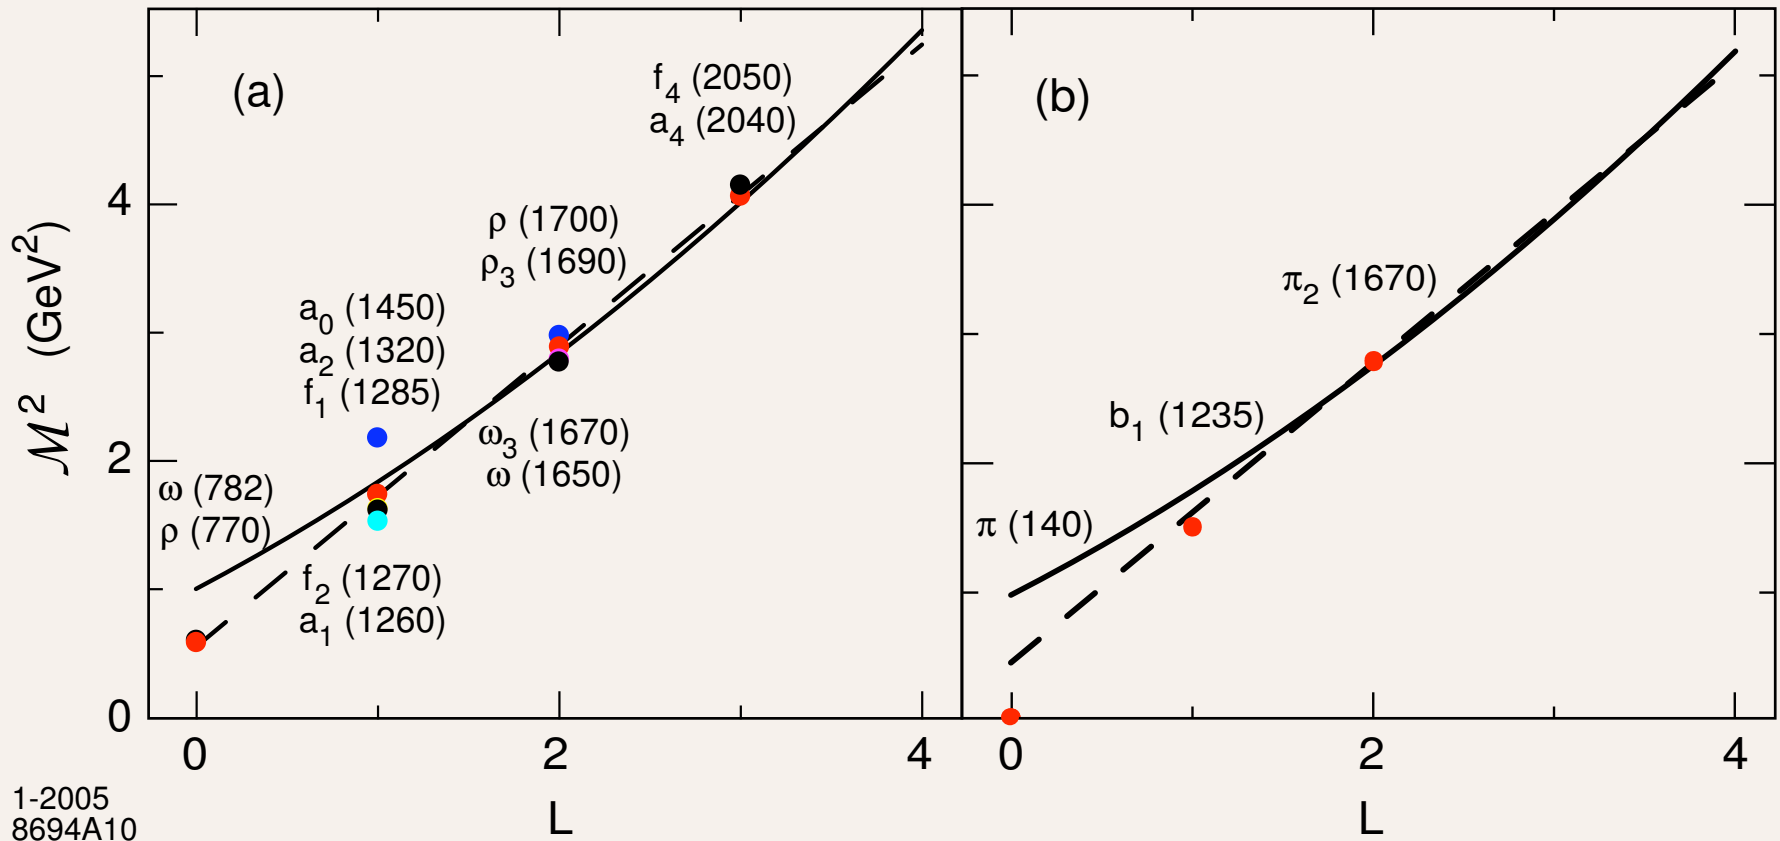 (a)
f4 (2050)
a4 (2040)
ρ (1700)
ρ3 (1690)
a0 (1450)
a2 (1320)
f1 (1285)
ω3 (1670)
ω (1650)
ω (782)
ρ (770)
f2 (1270)
a1 (1260)
4
2
0
ℳ² (GeV²)
0 2 4
L
(b)
π2 (1670)
b1 (1235)
π (140)
0 2 4
L
1-2005
8694A10